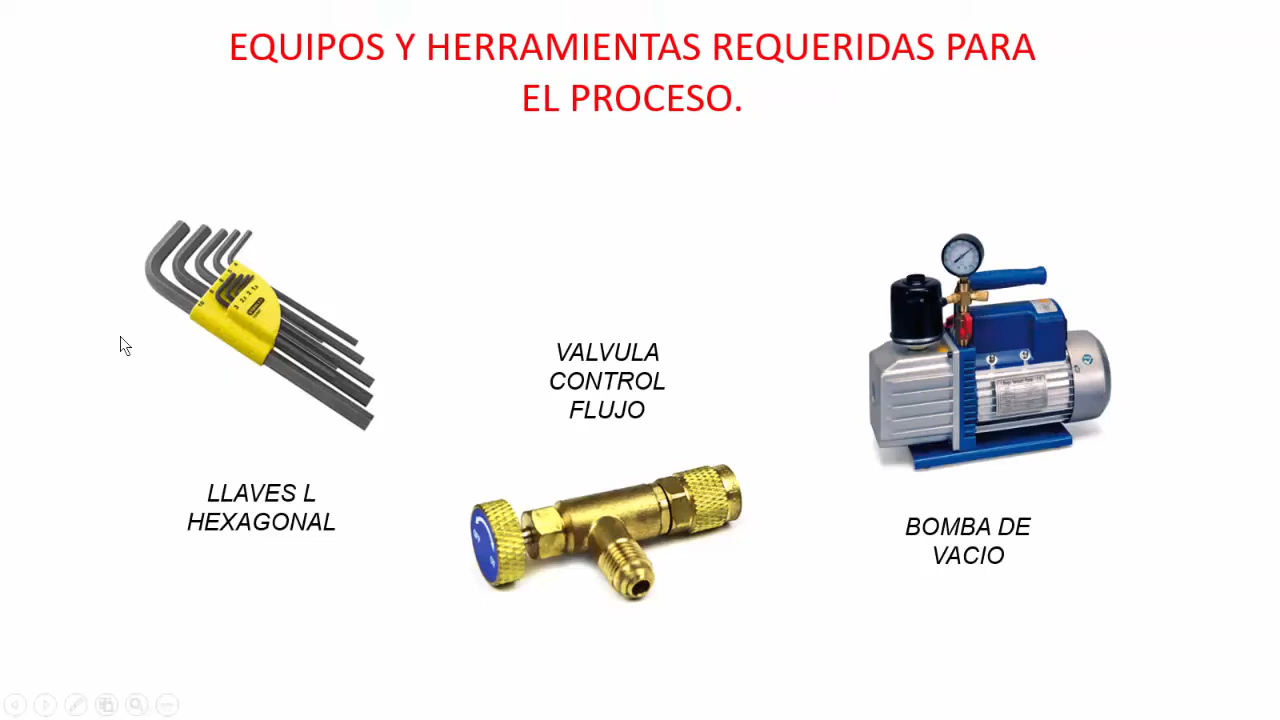 EQUIPOS Y HERRAMIENTAS REQUERIDAS PARA
EL PROCESO.
VALVULA
CONTROL
FLUJO
LLAVES L
HEXAGONAL
BOMBA DE
VACIO